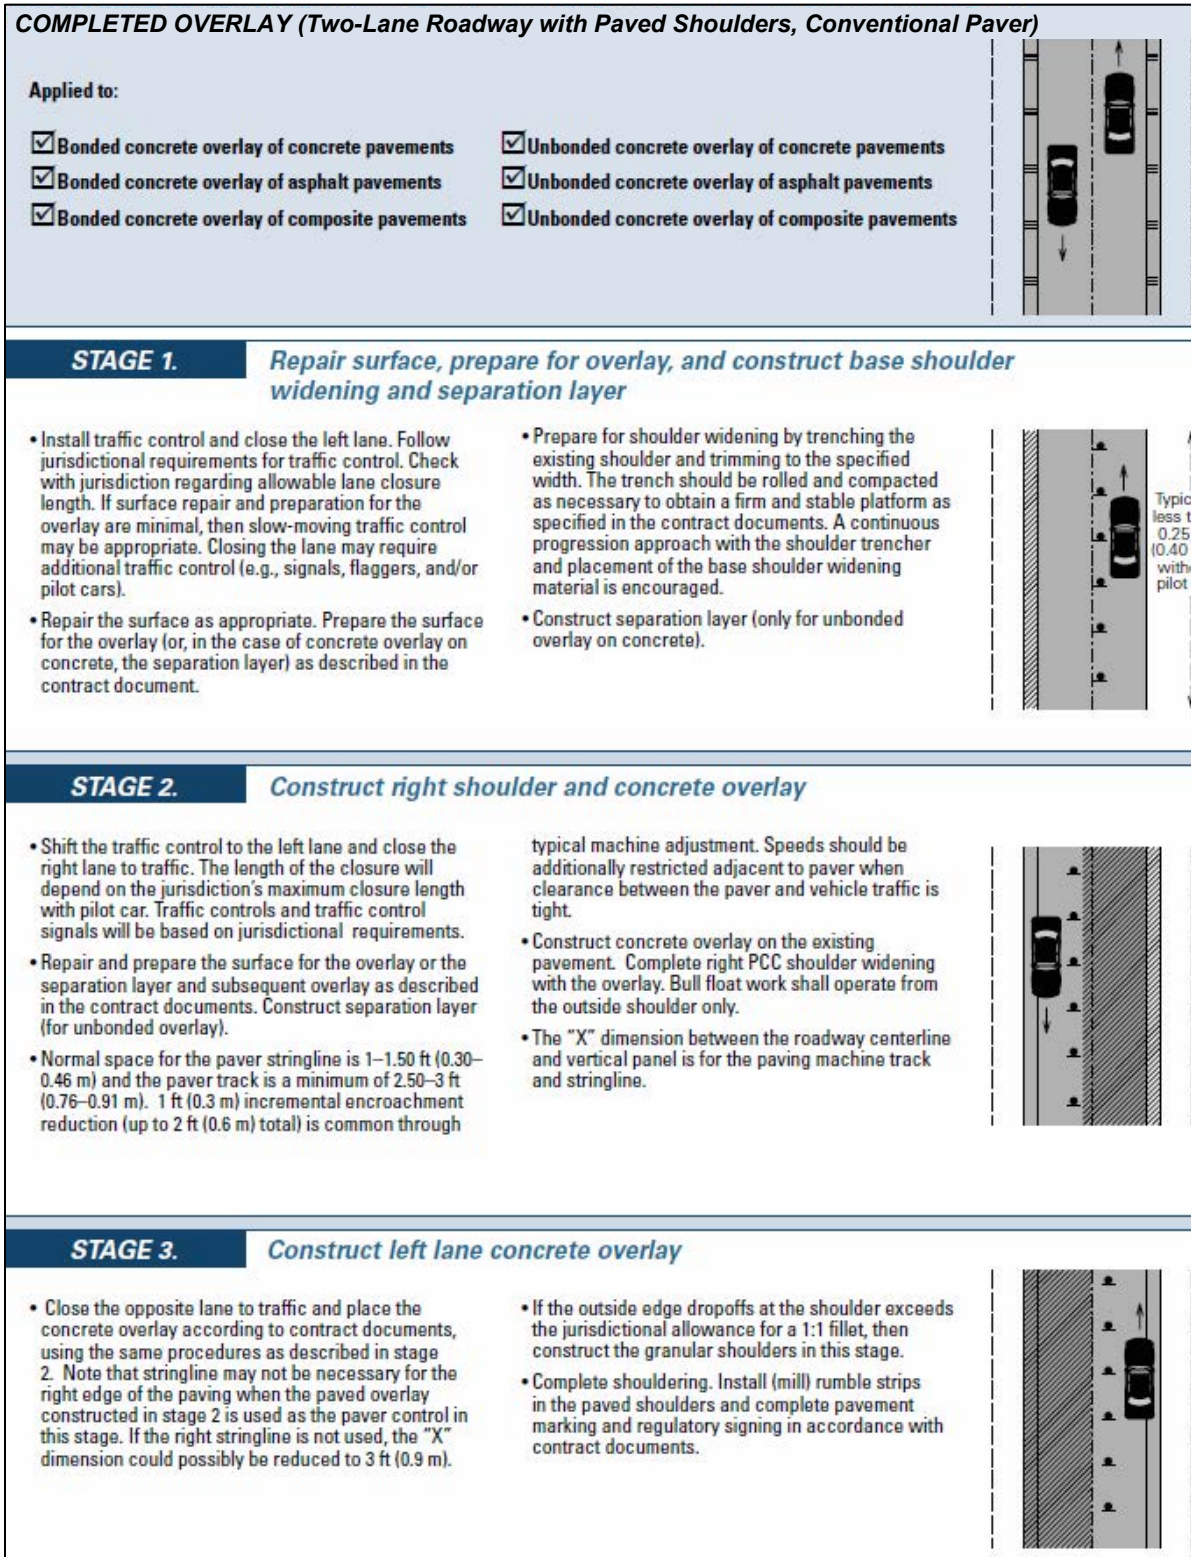 COMPLETED OVERLAY (Two-Lane Roadway with Paved Shoulders, Conventional Paver)
Applied to:
Bonded concrete overlay of concrete pavements
Bonded concrete overlay of asphalt pavements
Bonded concrete overlay of composite pavements
Unbonded concrete overlay of concrete pavements
Unbonded concrete overlay of asphalt pavements
Unbonded concrete overlay of composite pavements
STAGE 1.
Repair surface, prepare for overlay, and construct base shoulder
widening and separation layer
• Install traffic control and close the left lane. Follow
jurisdictional requirements for traffic control. Check
with jurisdiction regarding allowable lane closure
length. If surface repair and preparation for the
overlay are minimal, then slow-moving traffic control
may be appropriate. Closing the lane may require
additional traffic control (e.g., signals, flaggers, and/or
pilot cars).
• Repair the surface as appropriate. Prepare the surface
for the overlay (or, in the case of concrete overlay on
concrete, the separation layer) as described in the
contract document.
• Prepare for shoulder widening by trenching the
existing shoulder and trimming to the specified
width. The trench should be rolled and compacted
as necessary to obtain a firm and stable platform as
specified in the contract documents. A continuous
progression approach with the shoulder trencher
and placement of the base shoulder widening
material is encouraged.
• Construct separation layer (only for unbonded
overlay on concrete).
Typic
less t
0.25
(0.40
with
pilot
STAGE 2.
Construct right shoulder and concrete overlay
• Shift the traffic control to the left lane and close the
right lane to traffic. The length of the closure will
depend on the jurisdiction's maximum closure length
with pilot car. Traffic controls and traffic control
signals will be based on jurisdictional requirements.
• Repair and prepare the surface for the overlay or the
separation layer and subsequent overlay as described
in the contract documents. Construct separation layer
(for unbonded overlay).
• Normal space for the paver stringline is 1–1.50 ft (0.30–
0.46 m) and the paver track is a minimum of 2.50–3 ft
(0.76–0.91 m). 1 ft (0.3 m) incremental encroachment
reduction (up to 2 ft (0.6 m) total) is common through
typical machine adjustment. Speeds should be
additionally restricted adjacent to paver when
clearance between the paver and vehicle traffic is
tight.
• Construct concrete overlay on the existing
pavement. Complete right PCC shoulder widening
with the overlay. Bull float work shall operate from
the outside shoulder only.
• The "X" dimension between the roadway centerline
and vertical panel is for the paving machine track
and stringline.
STAGE 3.
Construct left lane concrete overlay
• Close the opposite lane to traffic and place the
concrete overlay according to contract documents,
using the same procedures as described in stage
2. Note that stringline may not be necessary for the
right edge of the paving when the paved overlay
constructed in stage 2 is used as the paver control in
this stage. If the right stringline is not used, the "X"
dimension could possibly be reduced to 3 ft (0.9 m).
• If the outside edge dropoffs at the shoulder exceeds
the jurisdictional allowance for a 1:1 fillet, then
construct the granular shoulders in this stage.
• Complete shouldering. Install (mill) rumble strips
in the paved shoulders and complete pavement
marking and regulatory signing in accordance with
contract documents.